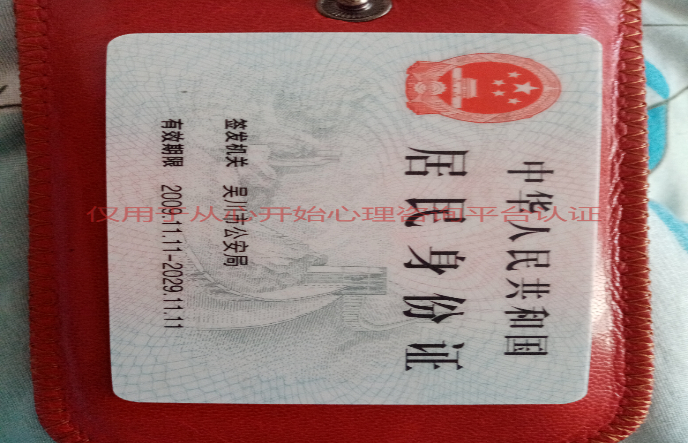 中华人民共和国
居民身份证
签发机关 吴川市公安局
有效期限 2009.11.11-2029.11.11
仅用于从心开始心理咨询平台认证